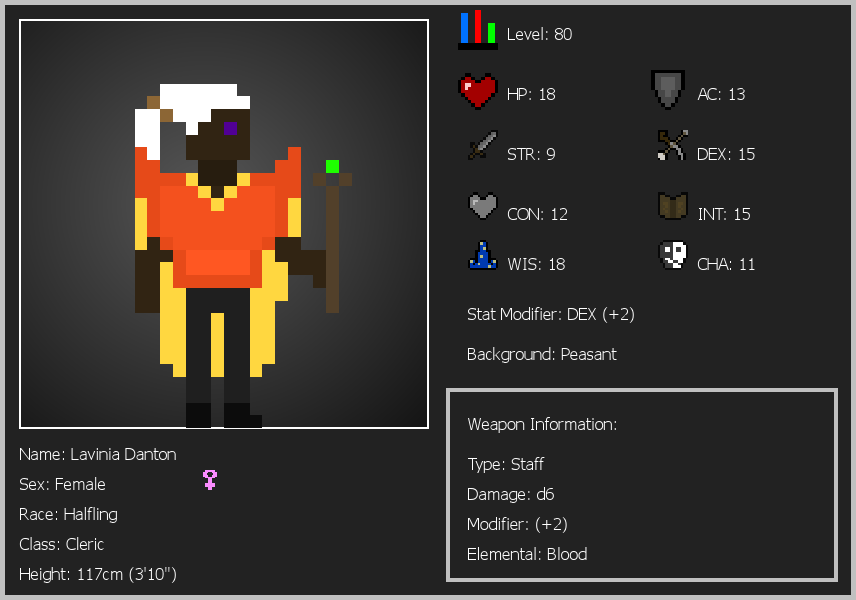 Level: 80
HP: 18
AC: 13
STR: 9
DEX: 15
CON: 12
INT: 15
WIS: 18
CHA: 11
Stat Modifier: DEX (+2)
Background: Peasant
Weapon Information:
Type: Staff
Damage: d6
Modifier: (+2)
Elemental: Blood
Name: Lavinia Danton
Sex: Female
Race: Halfling
Class: Cleric
Height: 117cm (3'10")